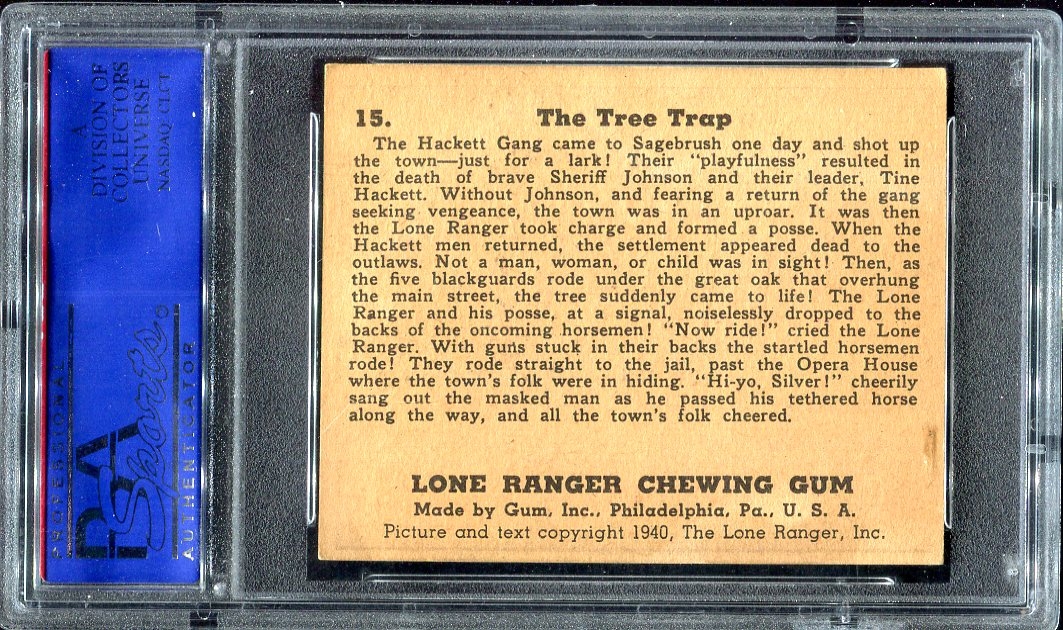 A
DIVISION OF
COLLECTORS
UNIVERSE
NASDAQ: CLCT
PROFESSIONAL
PSA
Sports
AUTHENTICATOR
15. The Tree Trap
The Hackett Gang came to Sagebrush one day and shot up
the town—just for a lark! Their "playfulness" resulted in
the death of brave Sheriff Johnson and their leader, Tine
Hackett. Without Johnson, and fearing a return of the gang
seeking vengeance, the town was in an uproar. It was then
the Lone Ranger took charge and formed a posse. When the
Hackett men returned, the settlement appeared dead to the
outlaws. Not a man, woman, or child was in sight! Then, as
the five blackguards rode under the great oak that overhung
the main street, the tree suddenly came to life! The Lone
Ranger and his posse, at a signal, noiselessly dropped to the
backs of the oncoming horsemen! "Now ride!" cried the Lone
Ranger. With guns stuck in their backs the startled horsemen
rode! They rode straight to the jail, past the Opera House
where the town's folk were in hiding. "Hi-yo, Silver!" cheerily
sang out the masked man as he passed his tethered horse
along the way, and all the town's folk cheered.
LONE RANGER CHEWING GUM
Made by Gum, Inc., Philadelphia, Pa., U. S. A.
Picture and text copyright 1940, The Lone Ranger, Inc.